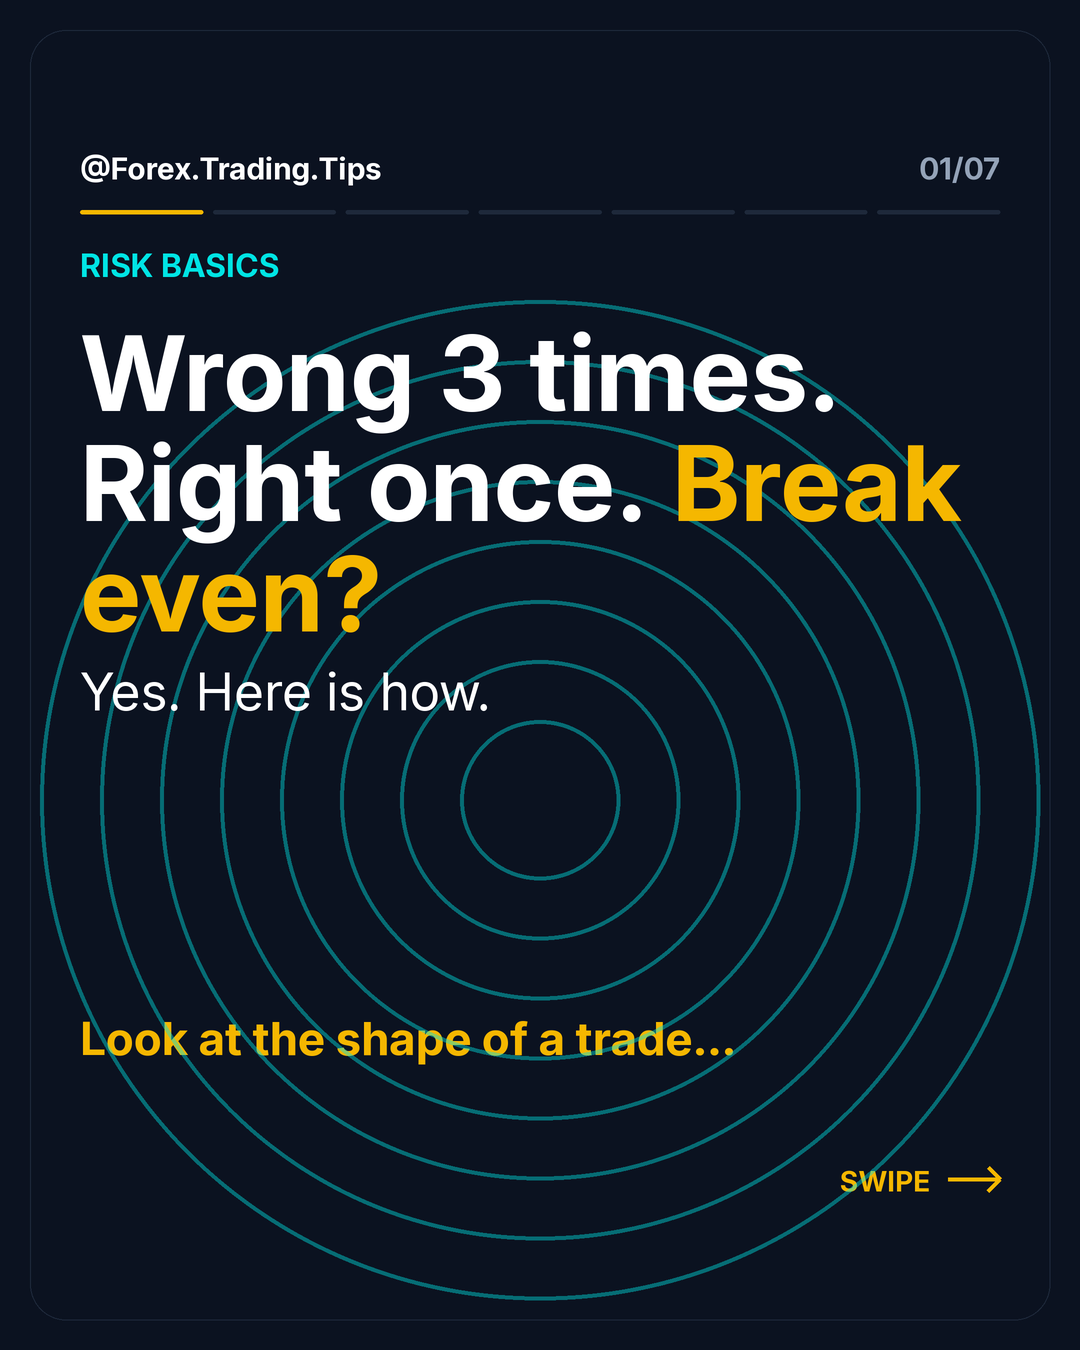 @Forex.Trading.Tips
01/07
RISK BASICS
Wrong 3 times.
Right once. Break
even?
Yes. Here is how.
Look at the shape of a trade...
SWIPE